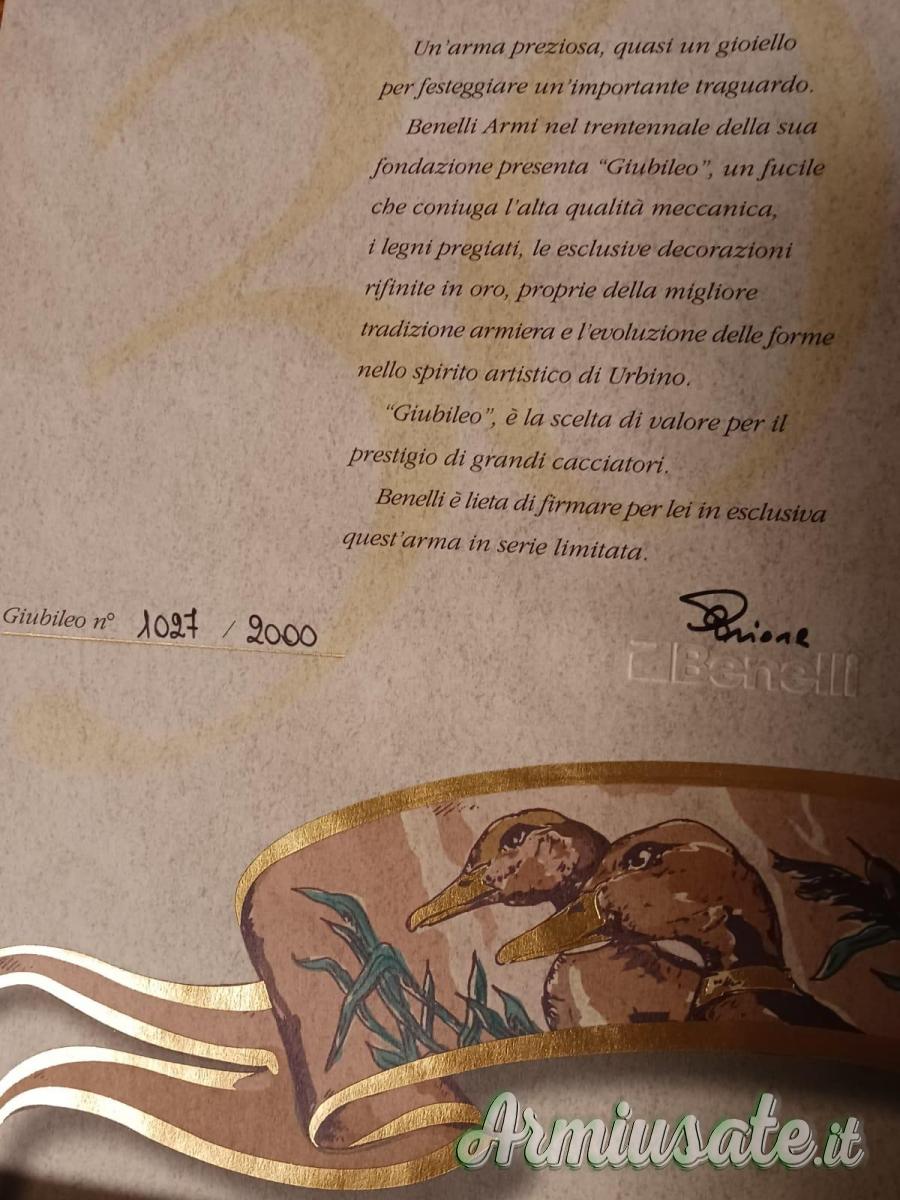 Un'arma preziosa, quasi un gioiello
per festeggiare un'importante traguardo.
Benelli Armi nel trentennale della sua
fondazione presenta "Giubileo", un fucile
che coniuga l'alta qualità meccanica,
i legni pregiati, le esclusive decorazioni
rifinite in oro, proprie della migliore
tradizione armiera e l'evoluzione delle forme
nello spirito artistico di Urbino.
"Giubileo", è la scelta di valore per il
prestigio di grandi cacciatori.
Benelli è lieta di firmare per lei in esclusiva
quest'arma in serie limitata.
Giubileo n° 1027 / 2000
Benelli
Armiusate.it